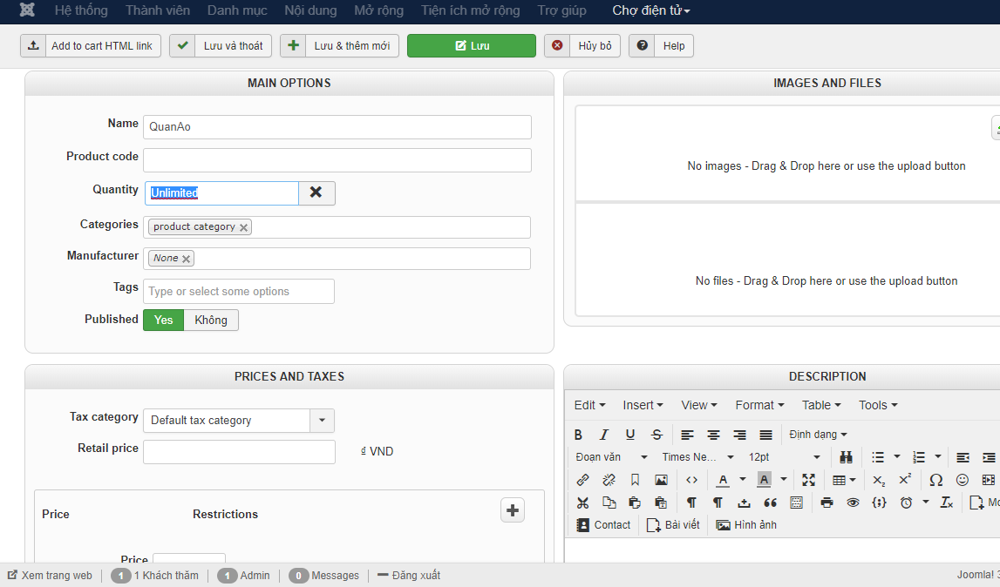 Hệ thống Thành viên Danh mục Nội dung Mở rộng Tiện ích mở rộng Trợ giúp Chợ điện tử
Add to cart HTML link Lưu và thoát Lưu & thêm mới Lưu Hủy bỏ Help
MAIN OPTIONS
Name QuanAo
Product code
Quantity Unlimited
Categories product category
Manufacturer None
Tags Type or select some options
Published Yes Không
IMAGES AND FILES
No images - Drag & Drop here or use the upload button
No files - Drag & Drop here or use the upload button
PRICES AND TAXES
Tax category Default tax category
Retail price ₫ VND
Price Restrictions
Price
DESCRIPTION
Edit Insert View Format Table Tools
B I U S Định dạng
Đoạn văn Times Ne... 12pt
Contact Bài viết Hình ảnh
Xem trang web 1 1 Khách thăm 1 Admin 0 Messages Đăng xuất Joomla!